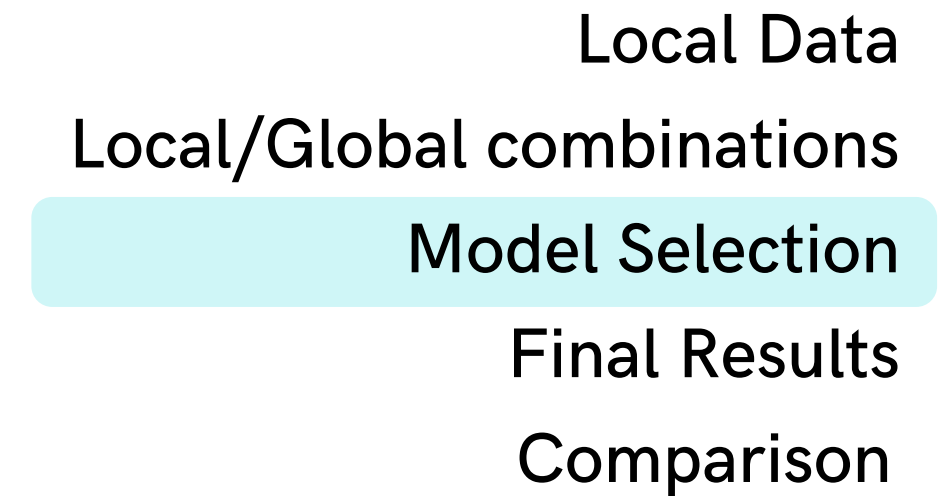 Local Data
Local/Global combinations
Model Selection
Final Results
Comparison